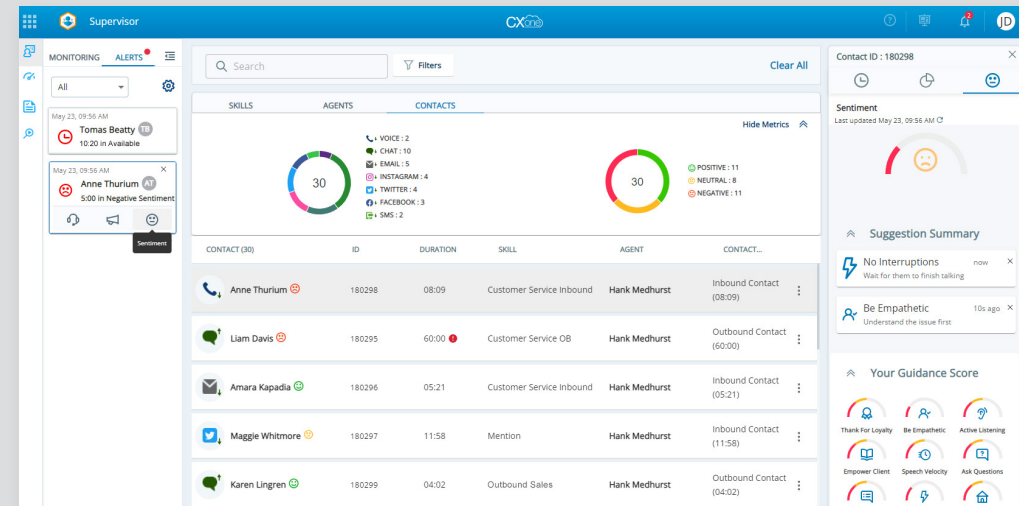 Supervisor
CXone
2
JD
MONITORING
ALERTS
All
May 23, 09:56 AM
Tomas Beatty TB
10:20 in Available
May 23, 09:56 AM
Anne Thurium AT
5:00 in Negative Sentiment
Sentiment
Search
Filters
Clear All
SKILLS
AGENTS
CONTACTS
Hide Metrics
30
VOICE : 2
CHAT : 10
EMAIL : 5
INSTAGRAM : 4
TWITTER : 4
FACEBOOK : 3
SMS : 2
30
POSITIVE : 11
NEUTRAL : 8
NEGATIVE : 11
CONTACT (30) ID DURATION SKILL AGENT CONTACT...
Anne Thurium 180298 08:09 Customer Service Inbound Hank Medhurst Inbound Contact
(08:09)
Liam Davis 180295 60:00 Customer Service OB Hank Medhurst Outbound Contact
(60:00)
Amara Kapadia 180296 05:21 Customer Service Inbound Hank Medhurst Inbound Contact
(05:21)
Maggie Whitmore 180297 11:58 Mention Hank Medhurst Inbound Contact
(11:58)
Karen Lingren 180299 04:02 Outbound Sales Hank Medhurst Outbound Contact
(04:02)
Contact ID : 180298
Sentiment
Last updated May 23, 09:56 AM
Suggestion Summary
No Interruptions now
Wait for them to finish talking
Be Empathetic 10s ago
Understand the issue first
Your Guidance Score
Thank For Loyalty Be Empathetic Active Listening
Empower Client Speech Velocity Ask Questions